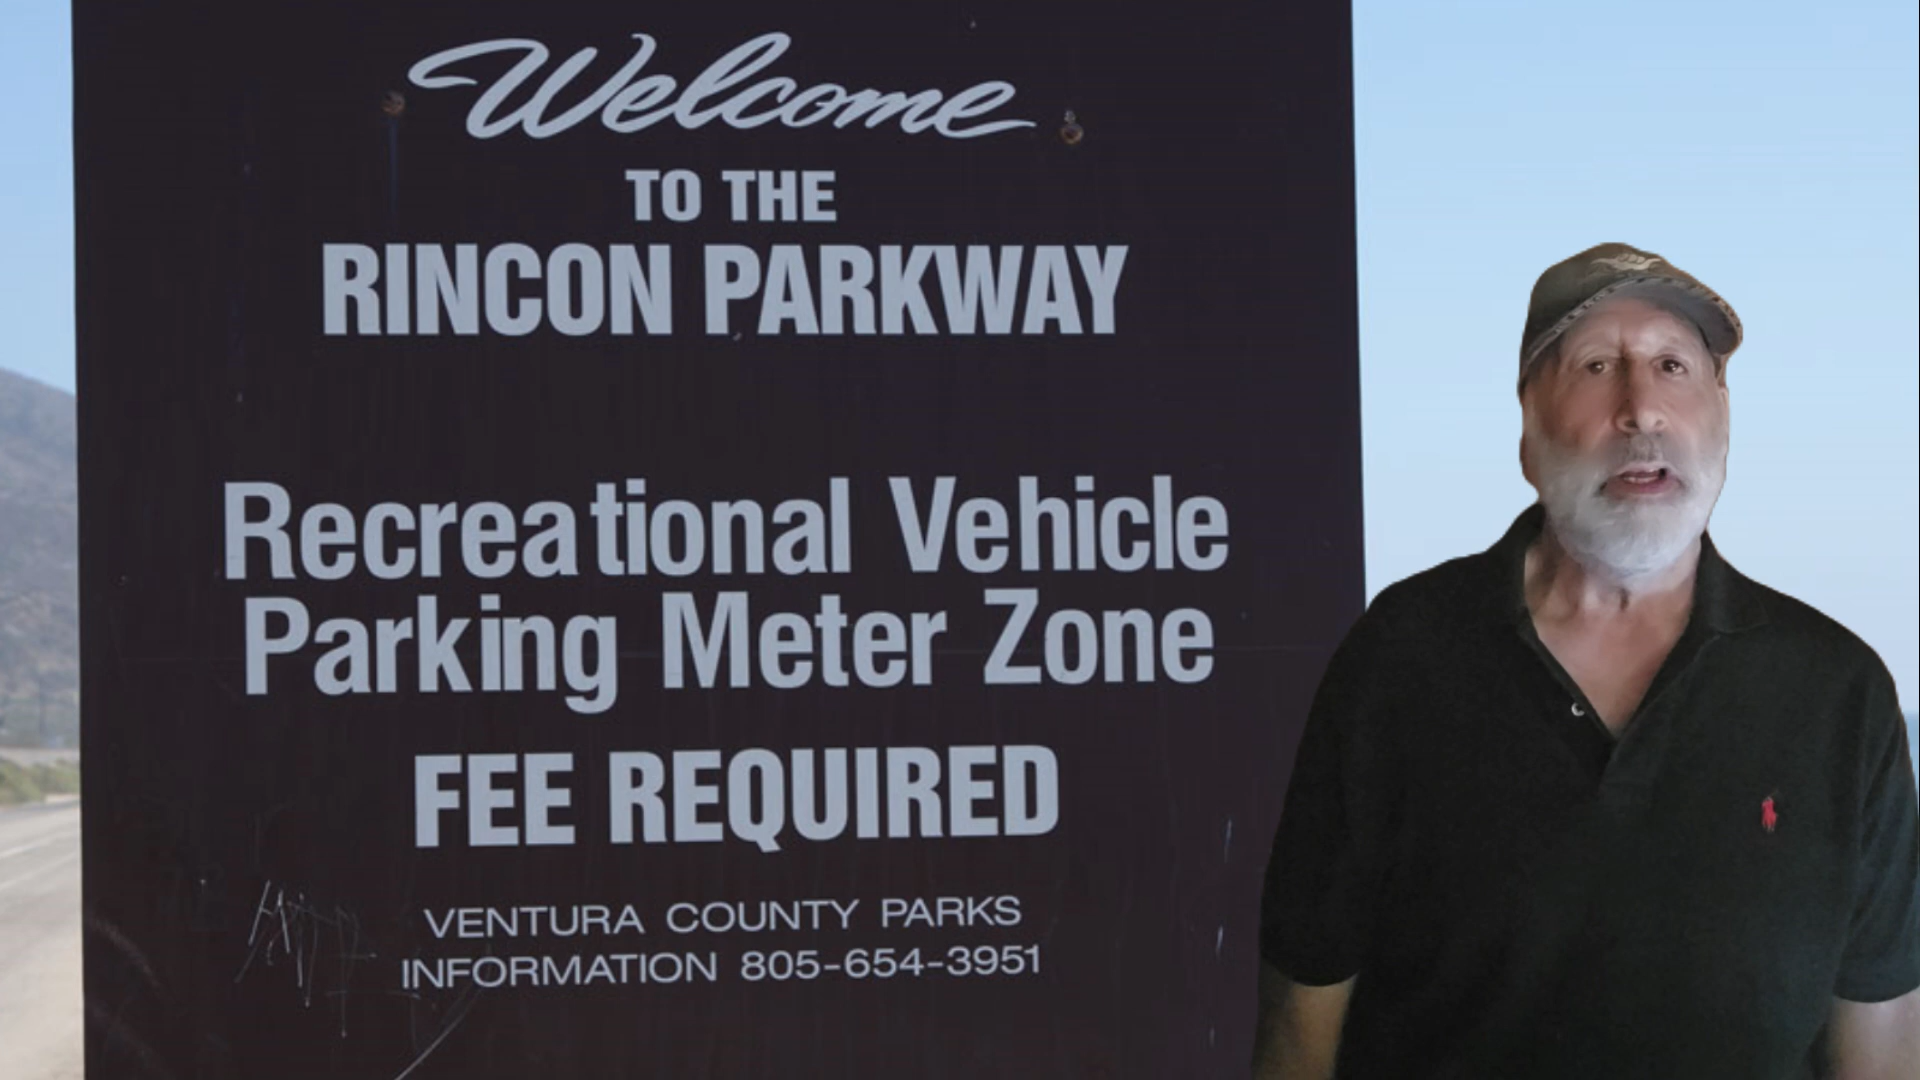 Welcome
TO THE
RINCON PARKWAY
Recreational Vehicle
Parking Meter Zone
FEE REQUIRED
VENTURA COUNTY PARKS
INFORMATION 805-654-3951